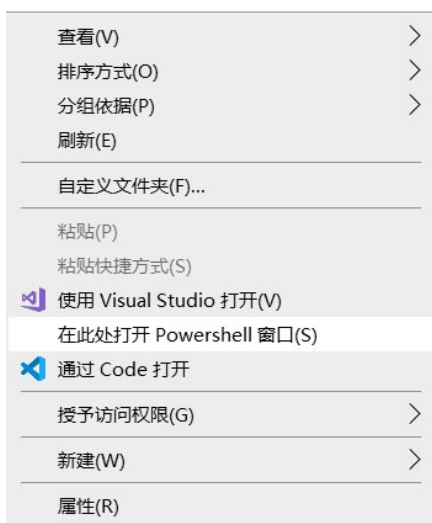 查看(V)
排序方式(O)
分组依据(P)
刷新(E)
自定义文件夹(F)...
粘贴(P)
粘贴快捷方式(S)
使用 Visual Studio 打开(V)
在此处打开 Powershell 窗口(S)
通过 Code 打开
授予访问权限(G)
新建(W)
属性(R)